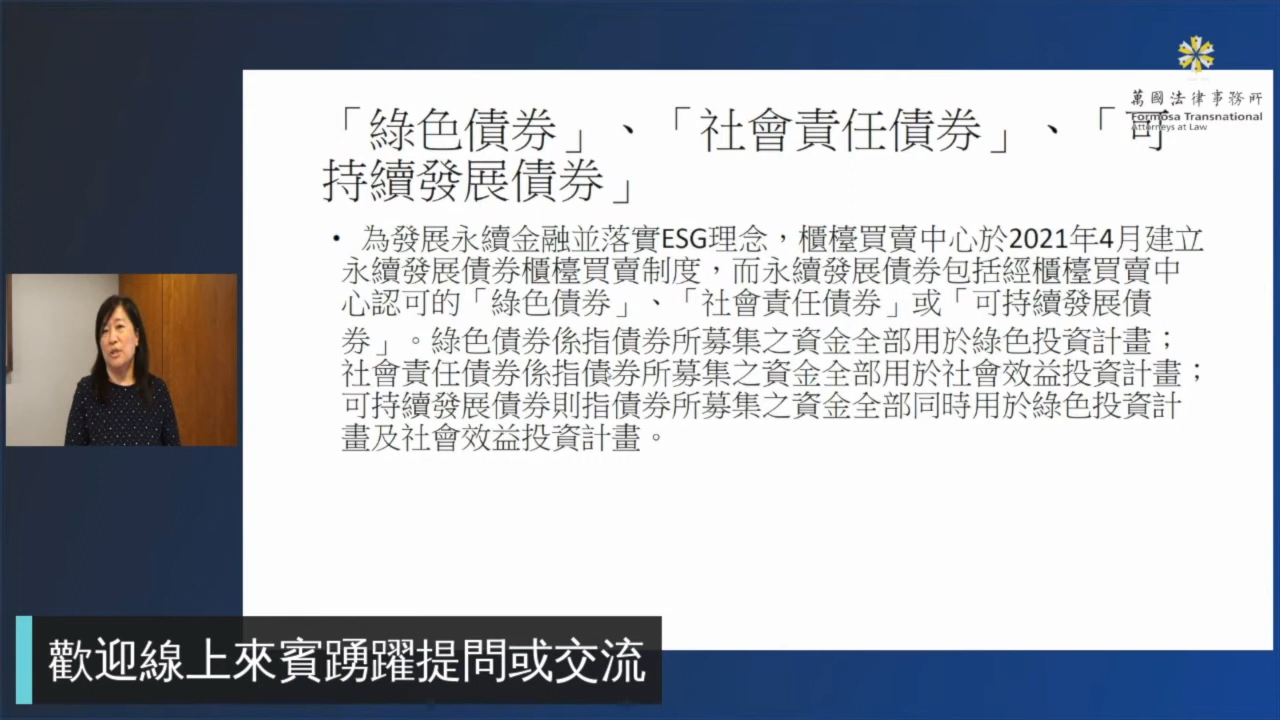 萬國法律事務所
Formosa Transnational
Attorneys at Law
「綠色債券」、「社會責任債券」、「可
持續發展債券」
• 為發展永續金融並落實ESG理念，櫃檯買賣中心於2021年4月建立
永續發展債券櫃檯買賣制度，而永續發展債券包括經櫃檯買賣中
心認可的「綠色債券」、「社會責任債券」或「可持續發展債
券」。綠色債券係指債券所募集之資金全部用於綠色投資計畫；
社會責任債券係指債券所募集之資金全部用於社會效益投資計畫；
可持續發展債券則指債券所募集之資金全部同時用於綠色投資計
畫及社會效益投資計畫。
歡迎線上來賓踴躍提問或交流